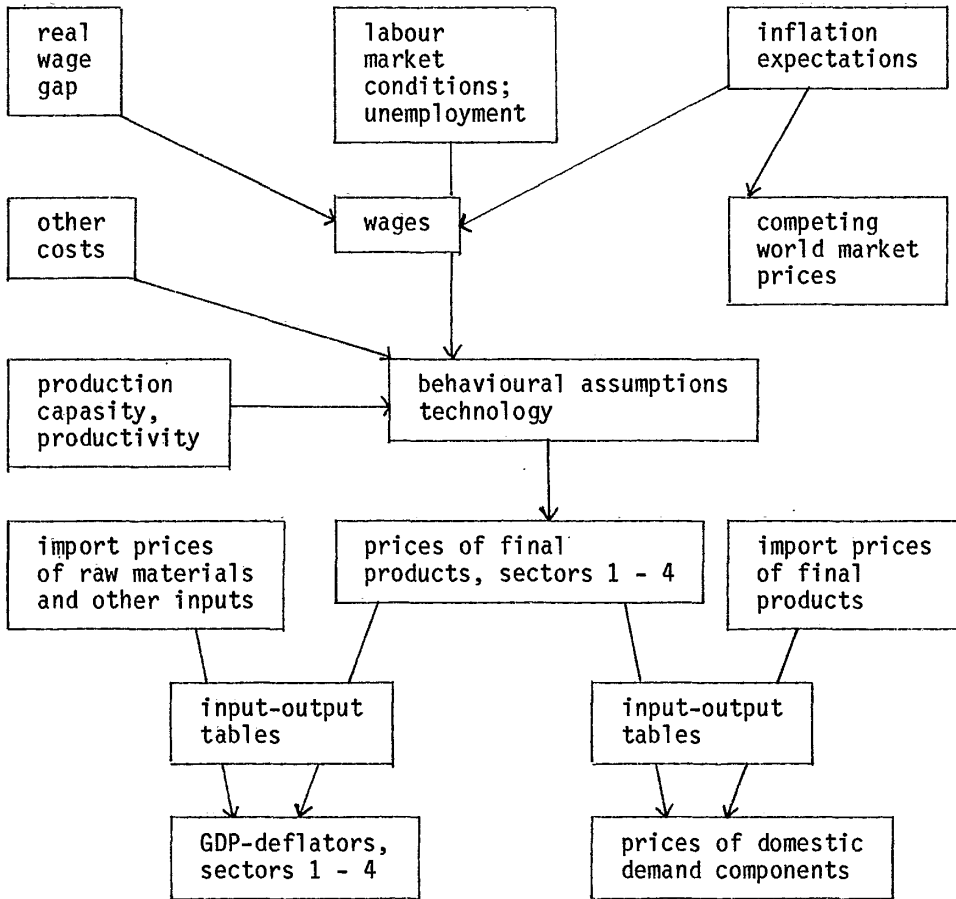 real
wage
gap
labour
market
conditions;
unemployment
inflation
expectations
other
costs
wages
competing
world market
prices
production
capasity,
productivity
behavioural assumptions
technology
import prices
of raw materials
and other inputs
prices of final
products, sectors 1 - 4
import prices
of final
products
input-output
tables
input-output
tables
GDP-deflators,
sectors 1 - 4
prices of domestic
demand components